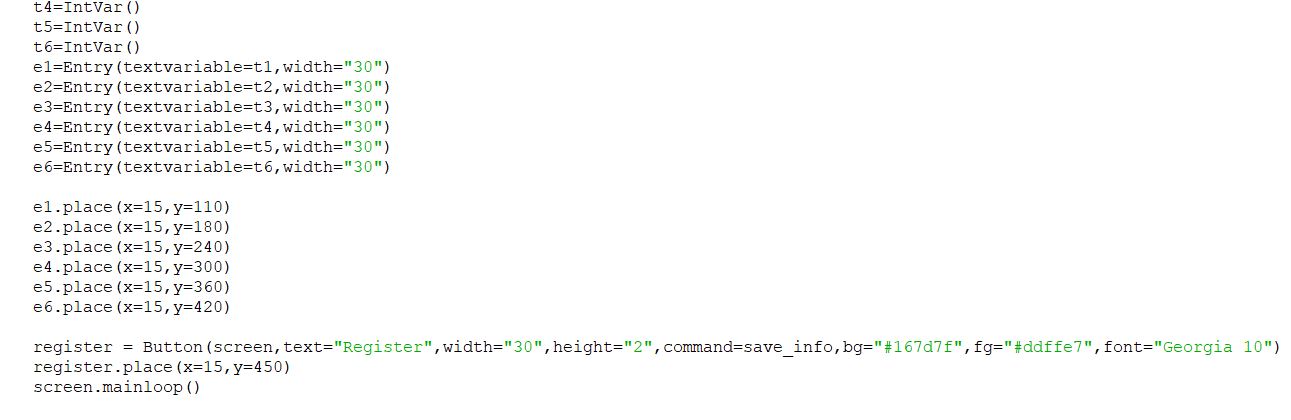 t4=IntVar()
t5=IntVar()
t6=IntVar()
e1=Entry(textvariable=t1,width="30")
e2=Entry(textvariable=t2,width="30")
e3=Entry(textvariable=t3,width="30")
e4=Entry(textvariable=t4,width="30")
e5=Entry(textvariable=t5,width="30")
e6=Entry(textvariable=t6,width="30")
e1.place(x=15,y=110)
e2.place(x=15,y=180)
e3.place(x=15,y=240)
e4.place(x=15,y=300)
e5.place(x=15,y=360)
e6.place(x=15,y=420)
register = Button(screen,text="Register",width="30",height="2",command=save_info,bg="#167d7f",fg="#ddffe7",font="Georgia 10")
register.place(x=15,y=450)
screen.mainloop()